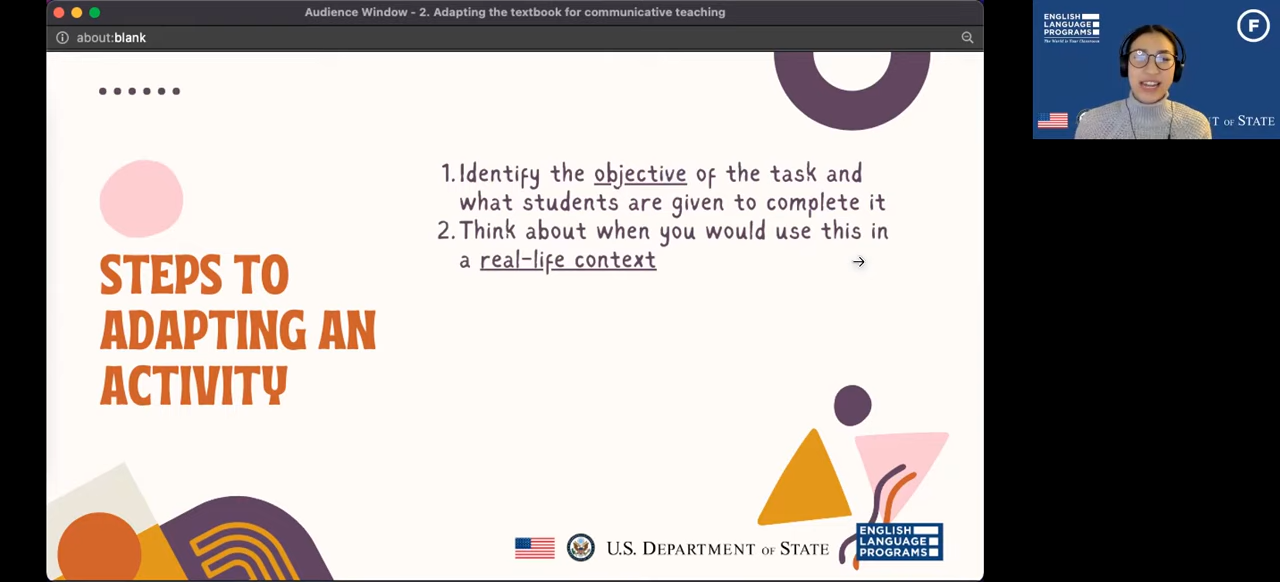 Audience Window - 2. Adapting the textbook for communicative teaching
about:blank
1. Identify the objective of the task and
what students are given to complete it
2. Think about when you would use this in
a real-life context
STEPS TO
ADAPTING AN
ACTIVITY
U.S. DEPARTMENT OF STATE
ENGLISH
LANGUAGE
PROGRAMS
ENGLISH
LANGUAGE
PROGRAMS
F
T OF STATE